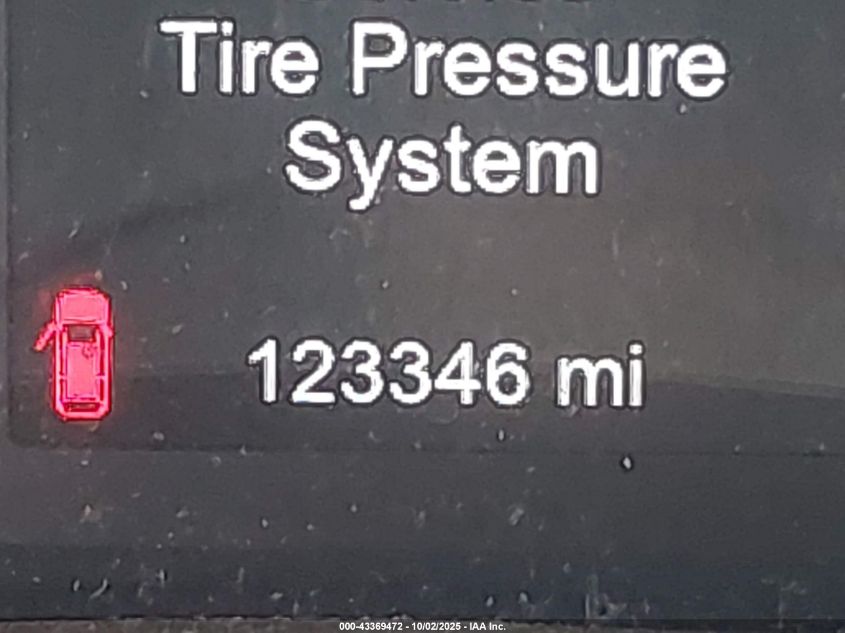 Tire Pressure
System
123346 mi
000-43369472 - 10/02/2025 - IAA Inc.